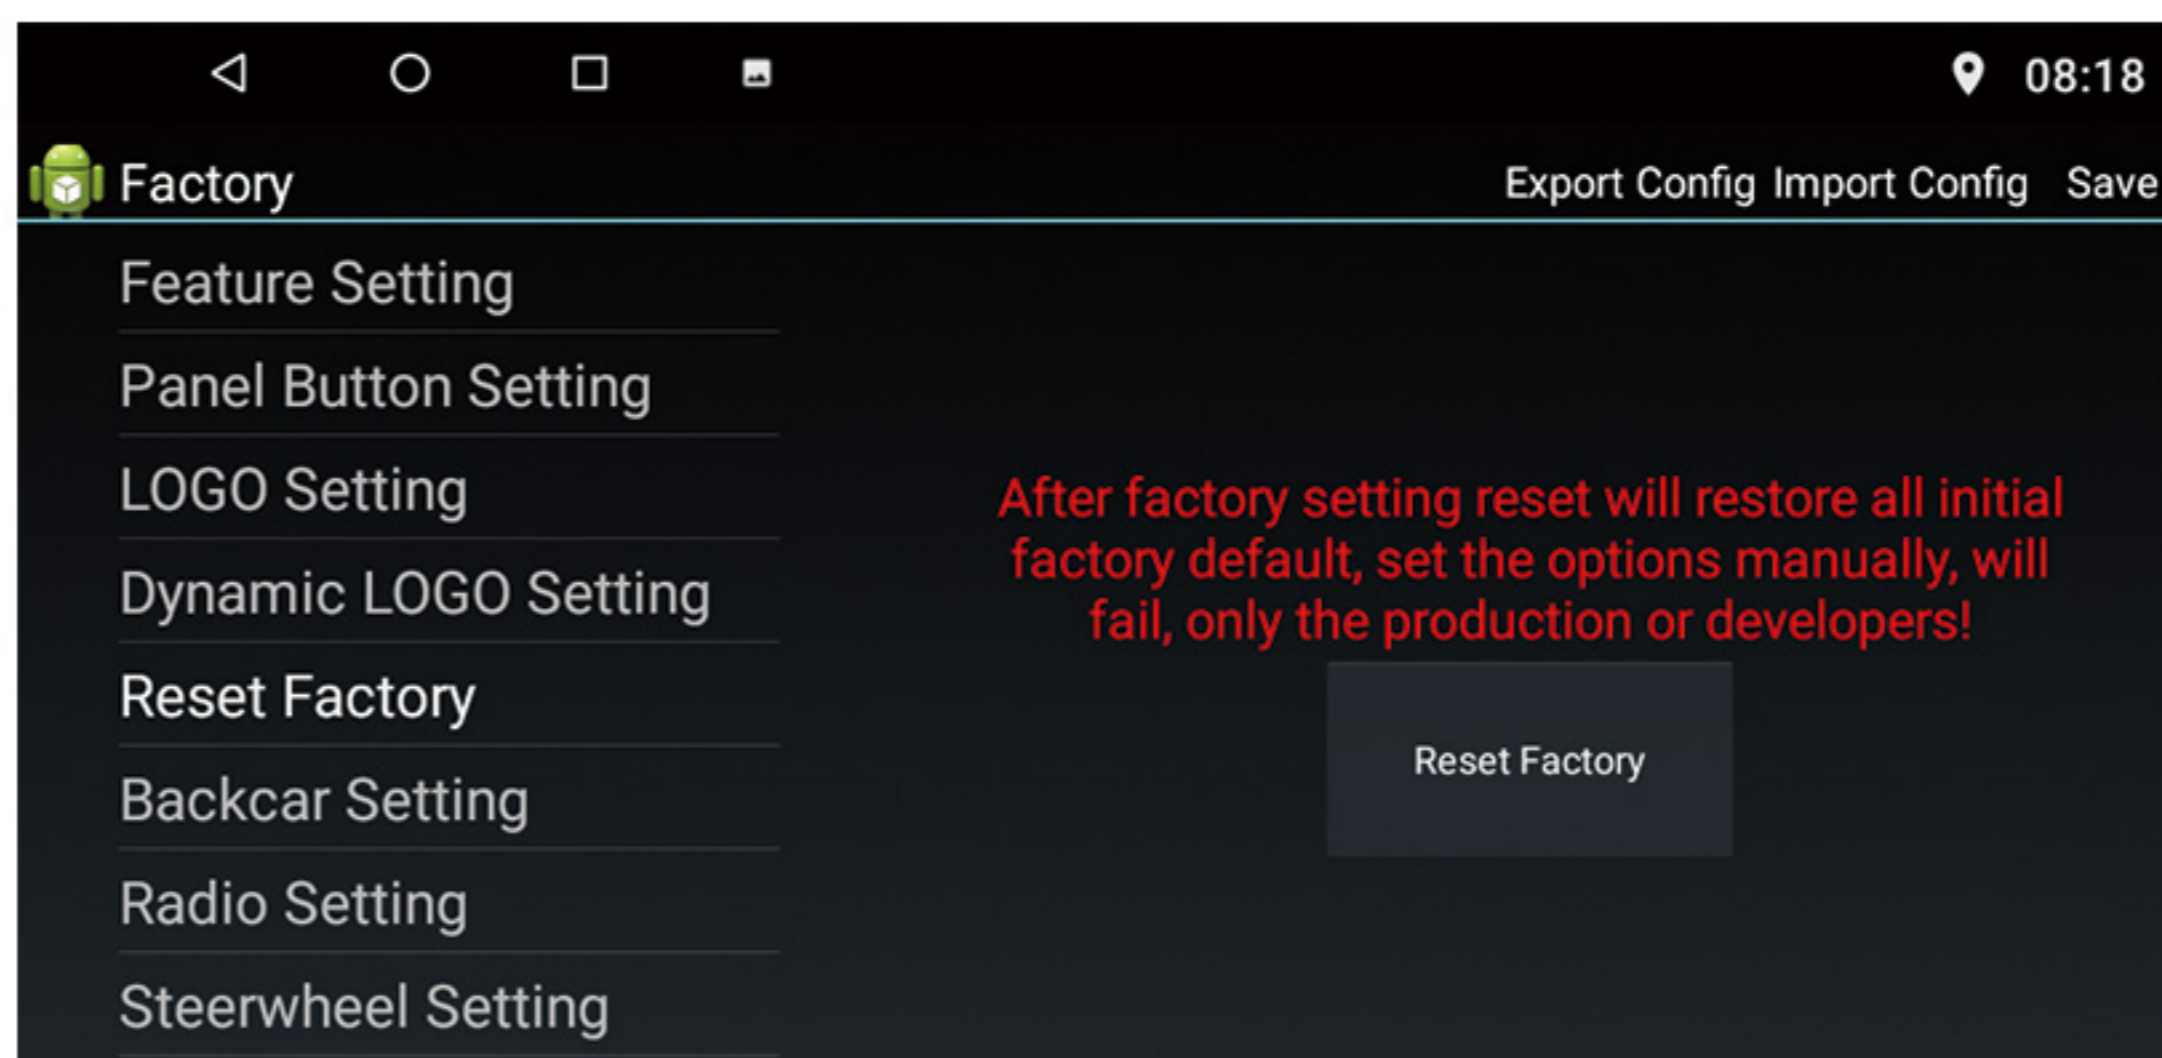 08:18
Factory
Export Config Import Config Save
Feature Setting
Panel Button Setting
LOGO Setting
Dynamic LOGO Setting
Reset Factory
Backcar Setting
Radio Setting
Steerwheel Setting
After factory setting reset will restore all initial
factory default, set the options manually, will
fail, only the production or developers!
Reset Factory